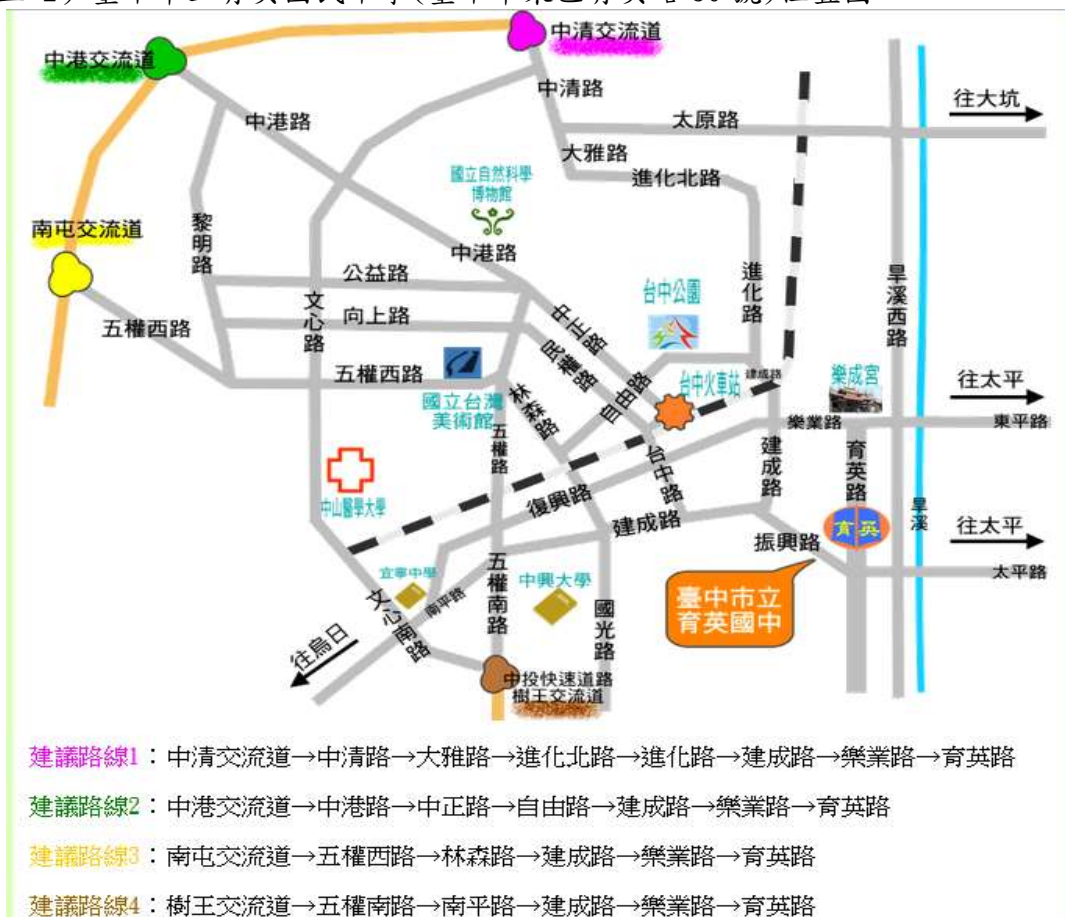 中清交流道
中港交流道
中清路
往大坑
中港路
太原路
大雅路
國立自然科學
博物館
進化北路
南屯交流道
黎明路
中港路
公益路
台中公園
進化路
旱溪西路
文心路
五權西路
向上路
中正路
民權路
五權西路
自由路
台中火車站
建成路
樂成宮
往太平
國立台灣
美術館
林森路
樂業路
東平路
五權路
台中路
建成路
育英路
中山醫學大學
復興路
建成路
旱溪
育英
往太平
振興路
宜寧中學
五權南路
中興大學
太平路
南平路
臺中市立
育英國中
文心南路
國光路
往烏日
中投快速道路
樹王交流道
建議路線1：中清交流道→中清路→大雅路→進化北路→進化路→建成路→樂業路→育英路
建議路線2：中港交流道→中港路→中正路→自由路→建成路→樂業路→育英路
建議路線3：南屯交流道→五權西路→林森路→建成路→樂業路→育英路
建議路線4：樹王交流道→五權南路→南平路→建成路→樂業路→育英路